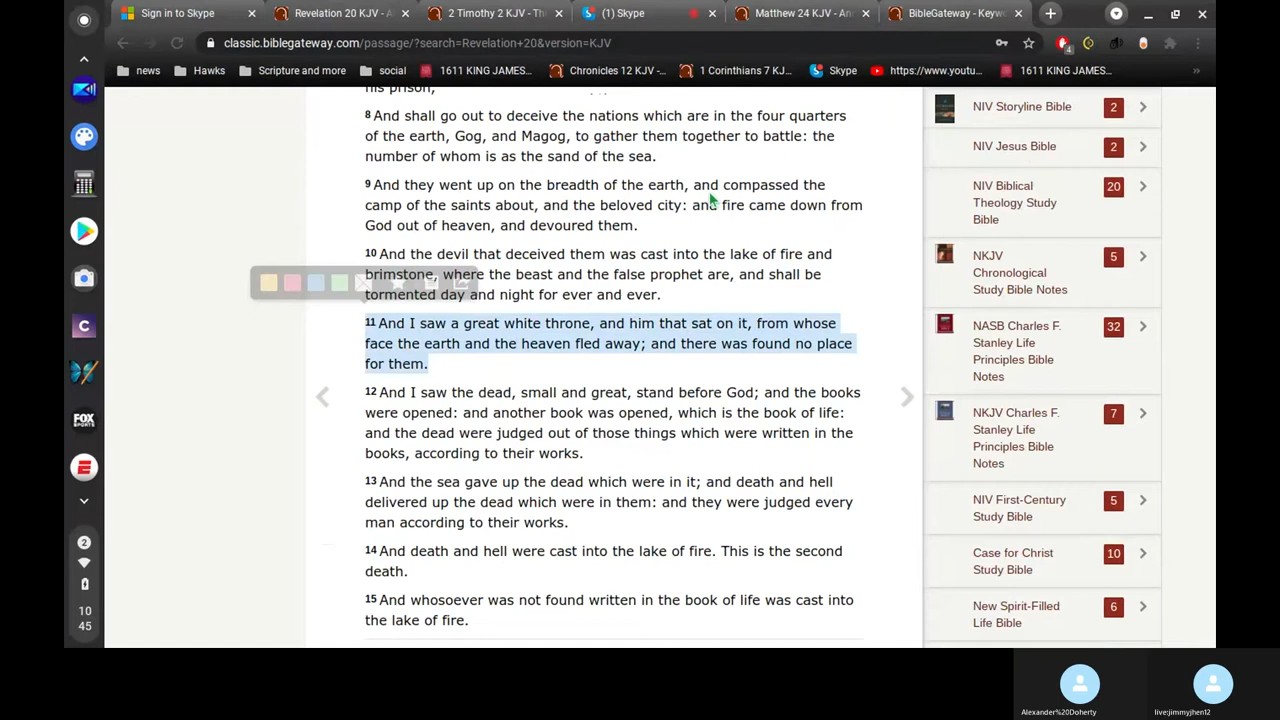 Sign in to Skype
Revelation 20 KJV - A
2 Timothy 2 KJV - Th
(1) Skype
Matthew 24 KJV - An
BibleGateway - Keyw
classic.biblegateway.com/passage/?search=Revelation+20&version=KJV
4
news
Hawks
Scripture and more
social
1611 KING JAMES...
Chronicles 12 KJV -...
1 Corinthians 7 KJ...
Skype
https://www.youtu...
1611 KING JAMES...
»
his prison,
8 And shall go out to deceive the nations which are in the four quarters
of the earth, Gog, and Magog, to gather them together to battle: the
number of whom is as the sand of the sea.
9 And they went up on the breadth of the earth, and compassed the
camp of the saints about, and the beloved city: and fire came down from
God out of heaven, and devoured them.
10 And the devil that deceived them was cast into the lake of fire and
brimstone, where the beast and the false prophet are, and shall be
tormented day and night for ever and ever.
11 And I saw a great white throne, and him that sat on it, from whose
face the earth and the heaven fled away; and there was found no place
for them.
12 And I saw the dead, small and great, stand before God; and the books
were opened: and another book was opened, which is the book of life:
and the dead were judged out of those things which were written in the
books, according to their works.
13 And the sea gave up the dead which were in it; and death and hell
delivered up the dead which were in them: and they were judged every
man according to their works.
14 And death and hell were cast into the lake of fire. This is the second
death.
15 And whosoever was not found written in the book of life was cast into
the lake of fire.
NIV Storyline Bible
2
NIV Jesus Bible
2
NIV Biblical
Theology Study
Bible
20
NKJV
Chronological
Study Bible Notes
5
NASB Charles F.
Stanley Life
Principles Bible
Notes
32
NKJV Charles F.
Stanley Life
Principles Bible
Notes
7
NIV First-Century
Study Bible
5
Case for Christ
Study Bible
10
New Spirit-Filled
Life Bible
6
FOX
SPORTS
2
10
45
Alexander%20Doherty
live:jimmyjhen12